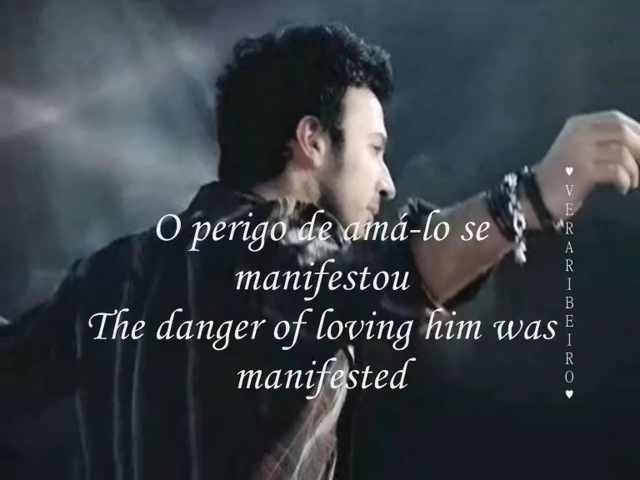 O perigo de amá-lo se
manifestou
The danger of loving him was
manifested
♥VERARIBEIRO♥